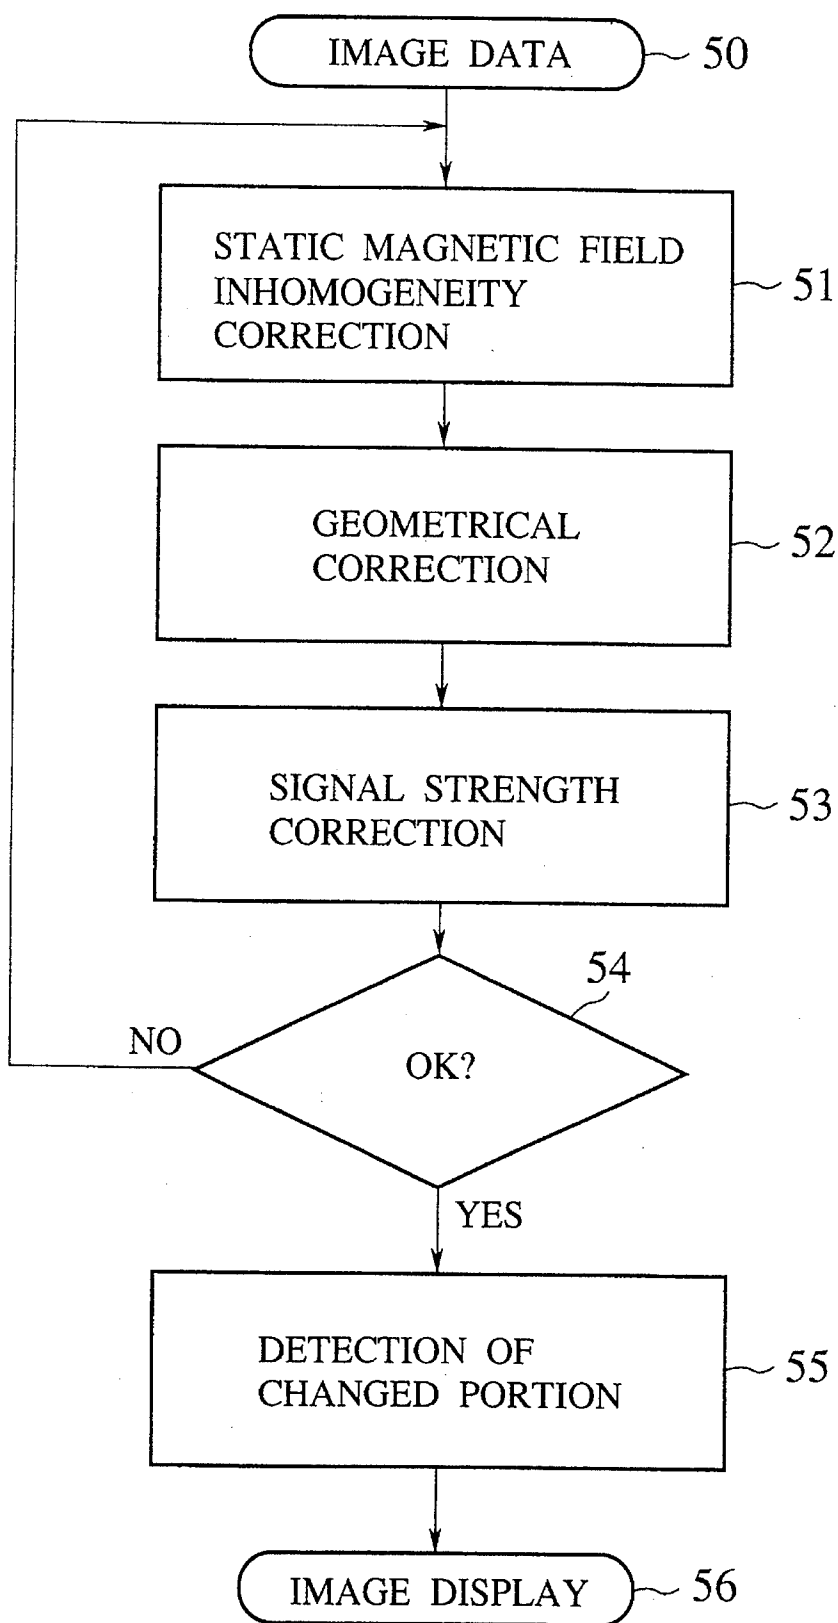 IMAGE DATA
50
STATIC MAGNETIC FIELD
INHOMOGENEITY
CORRECTION
51
GEOMETRICAL
CORRECTION
52
SIGNAL STRENGTH
CORRECTION
53
54
NO
OK?
YES
DETECTION OF
CHANGED PORTION
55
IMAGE DISPLAY
56